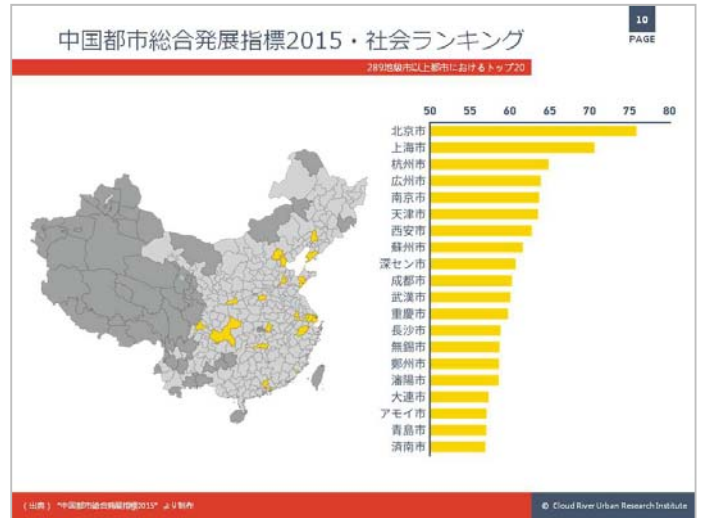 中国都市総合発展指標2015・社会ランキング
10
PAGE
289地級市以上都市におけるトップ20
50 55 60 65 70 75 80
北京市
上海市
杭州市
広州市
南京市
天津市
西安市
蘇州市
深セン市
成都市
武漢市
重慶市
長沙市
無錫市
鄭州市
瀋陽市
大連市
アモイ市
青島市
済南市
（出典）“中国都市総合発展指標2015” より制作
© Cloud River Urban Research Institute